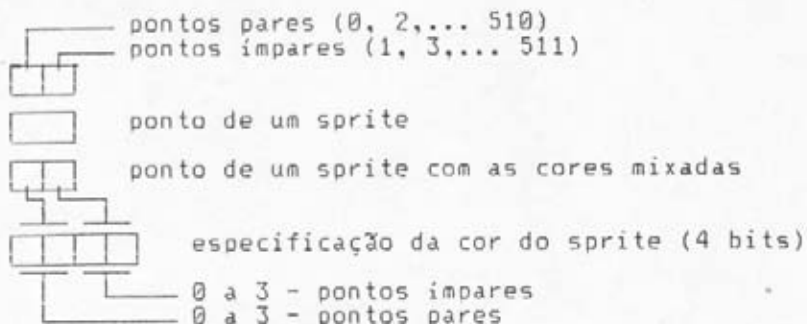 pontos pares (0, 2,... 510)
pontos ímpares (1, 3,... 511)
ponto de um sprite
ponto de um sprite com as cores mixadas
especificação da cor do sprite (4 bits)
0 a 3 - pontos ímpares
0 a 3 - pontos pares